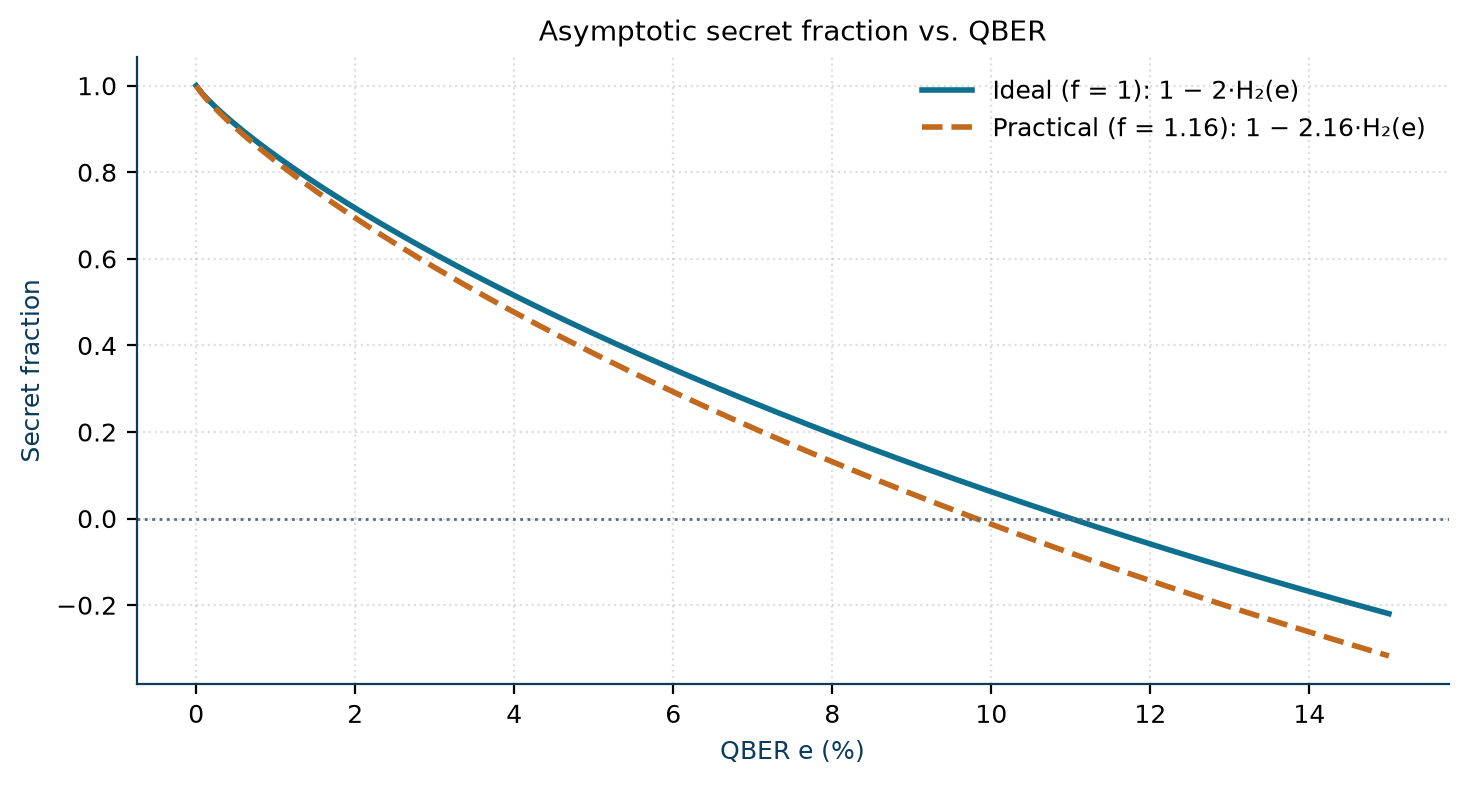 Asymptotic secret fraction vs. QBER
Ideal (f = 1): 1 − 2·H₂(e)
Practical (f = 1.16): 1 − 2.16·H₂(e)
Secret fraction
1.0
0.8
0.6
0.4
0.2
0.0
−0.2
0 2 4 6 8 10 12 14
QBER e (%)